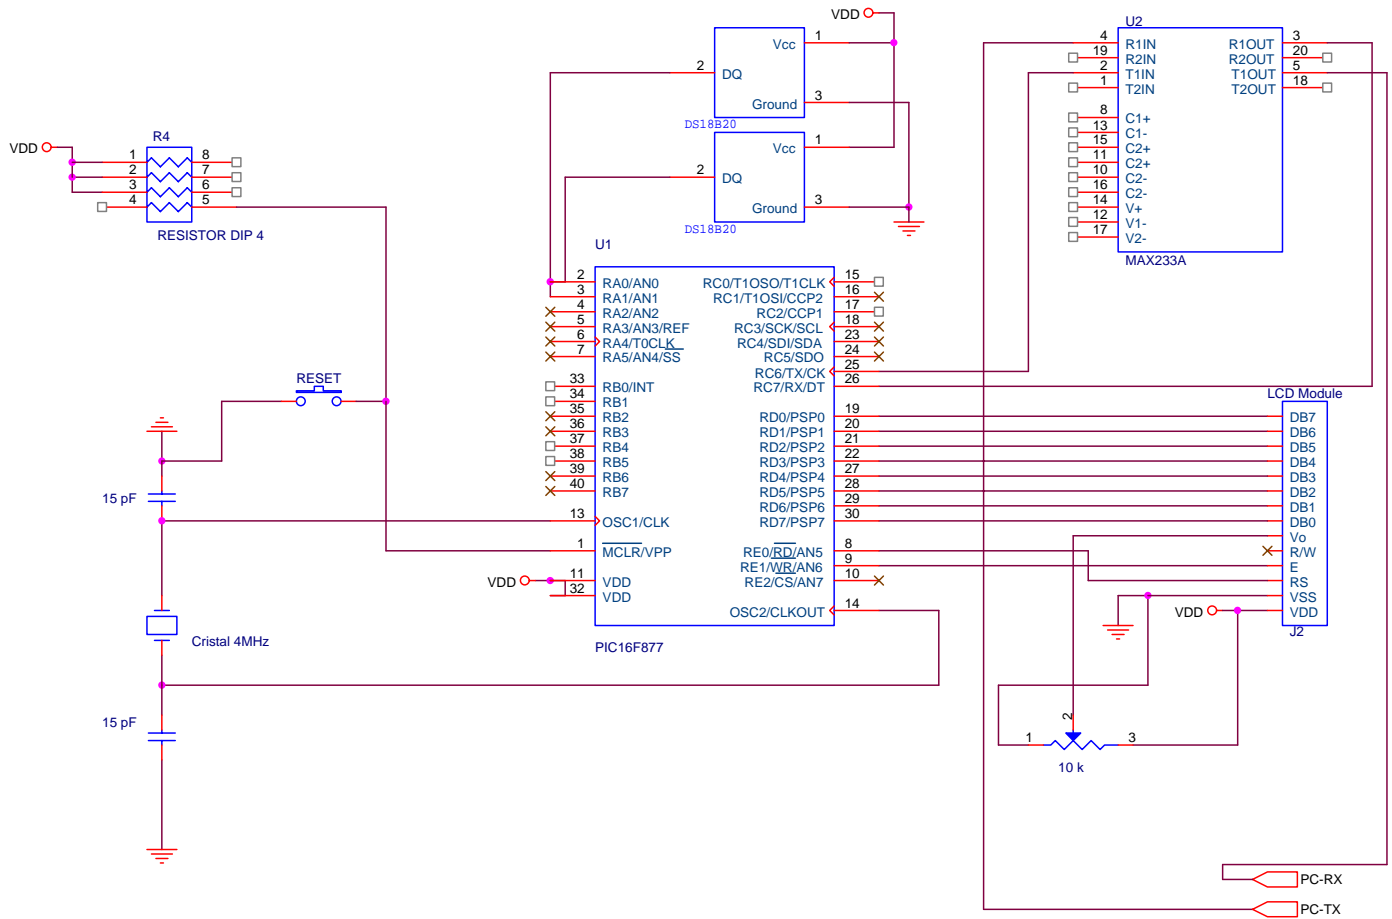 VDD
R4
1 8
2 7
3 6
4 5
RESISTOR DIP 4
VDD
1
Vcc
2
DQ
3
Ground
DS18B20
1
Vcc
2
DQ
3
Ground
DS18B20
U2
4 R1IN R1OUT 3
19 R2IN R2OUT 20
2 T1IN T1OUT 5
1 T2IN T2OUT 18
8 C1+
13 C1-
15 C2+
11 C2+
10 C2-
16 C2-
14 V+
12 V1-
17 V2-
MAX233A
U1
2 RA0/AN0 RC0/T1OSO/T1CLK 15
3 RA1/AN1 RC1/T1OSI/CCP2 16
4 RA2/AN2 RC2/CCP1 17
5 RA3/AN3/REF RC3/SCK/SCL 18
6 RA4/T0CLK RC4/SDI/SDA 23
7 RA5/AN4/SS RC5/SDO 24
RC6/TX/CK 25
33 RB0/INT RC7/RX/DT 26
34 RB1
35 RB2 RD0/PSP0 19
36 RB3 RD1/PSP1 20
37 RB4 RD2/PSP2 21
38 RB5 RD3/PSP3 22
39 RB6 RD4/PSP4 27
40 RB7 RD5/PSP5 28
RD6/PSP6 29
13 OSC1/CLK RD7/PSP7 30
1 MCLR/VPP RE0/RD/AN5 8
RE1/WR/AN6 9
VDD 11 VDD RE2/CS/AN7 10
32 VDD
OSC2/CLKOUT 14
PIC16F877
RESET
15 pF
Cristal 4MHz
15 pF
LCD Module
DB7
DB6
DB5
DB4
DB3
DB2
DB1
DB0
Vo
R/W
E
RS
VSS
VDD VDD
J2
2
1 3
10 k
PC-RX
PC-TX